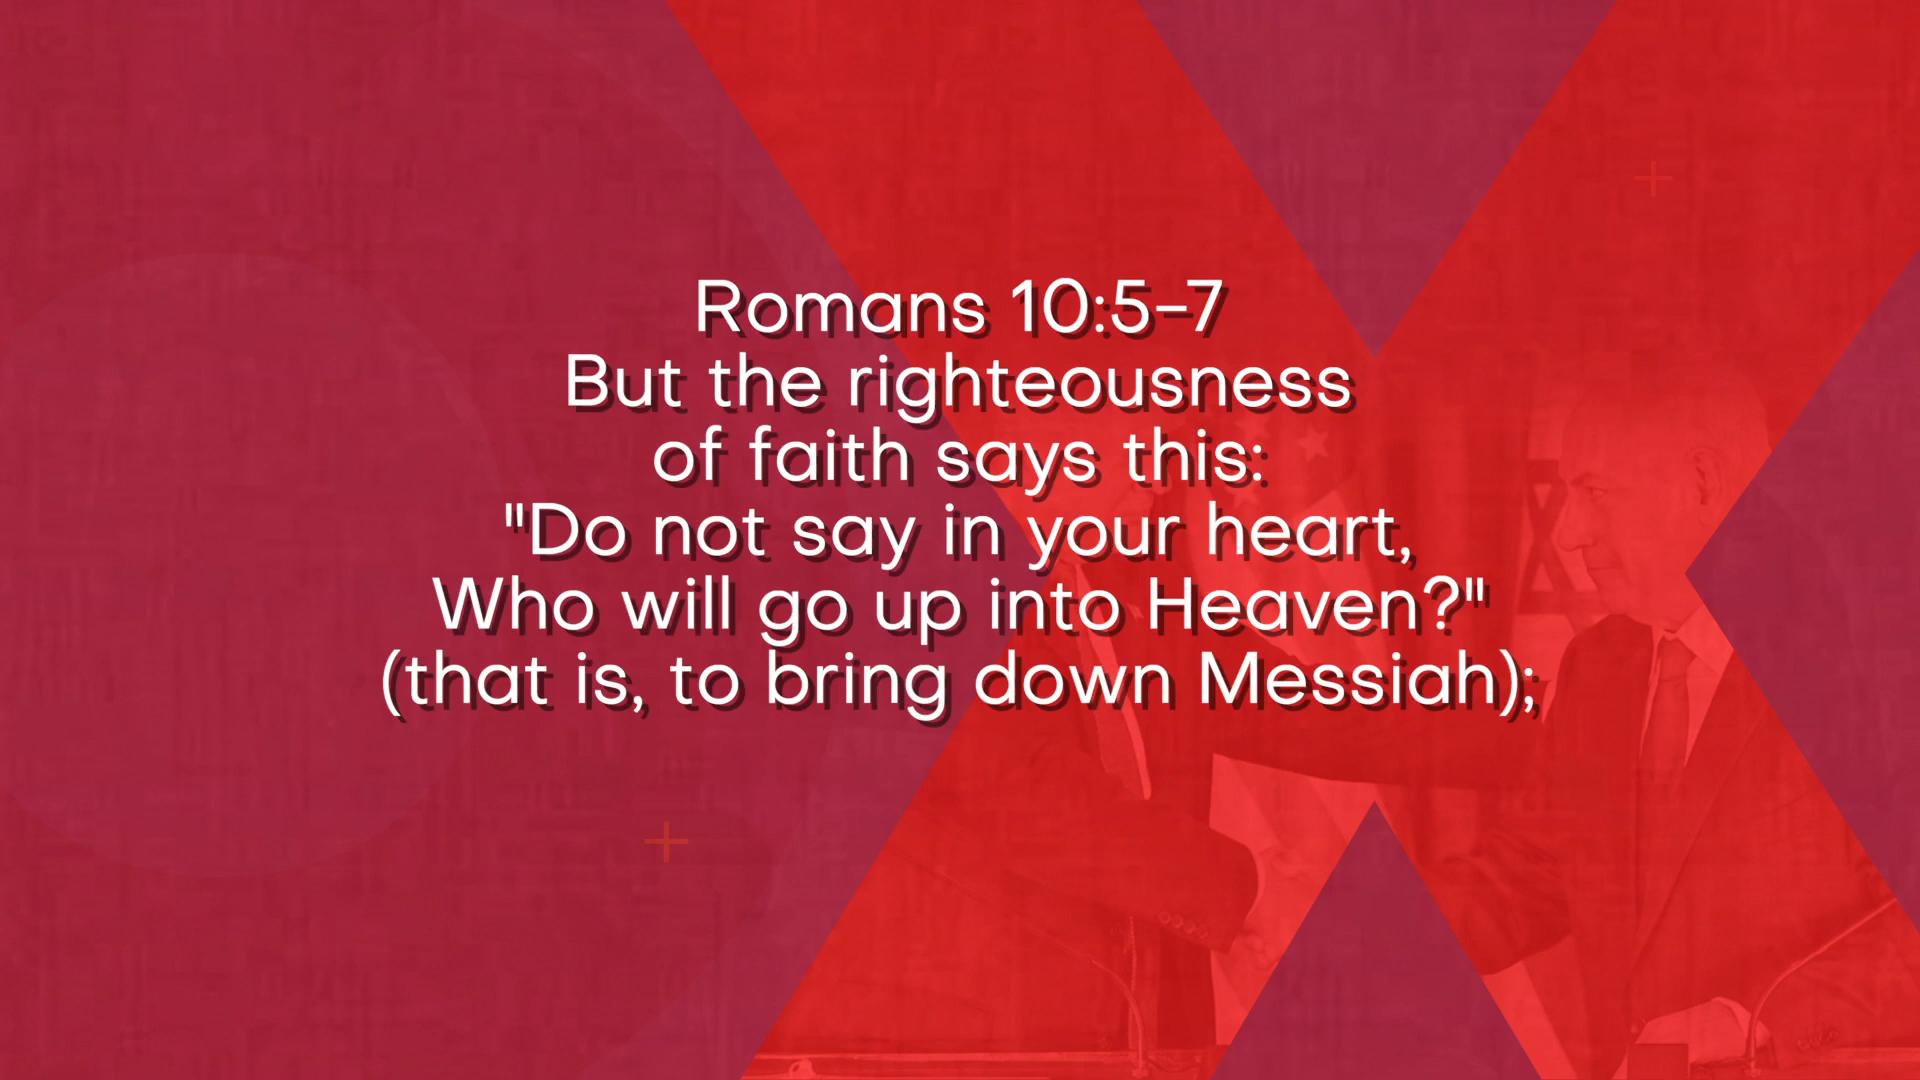 Romans 10:5–7
But the righteousness
of faith says this:
"Do not say in your heart,
Who will go up into Heaven?"
(that is, to bring down Messiah);